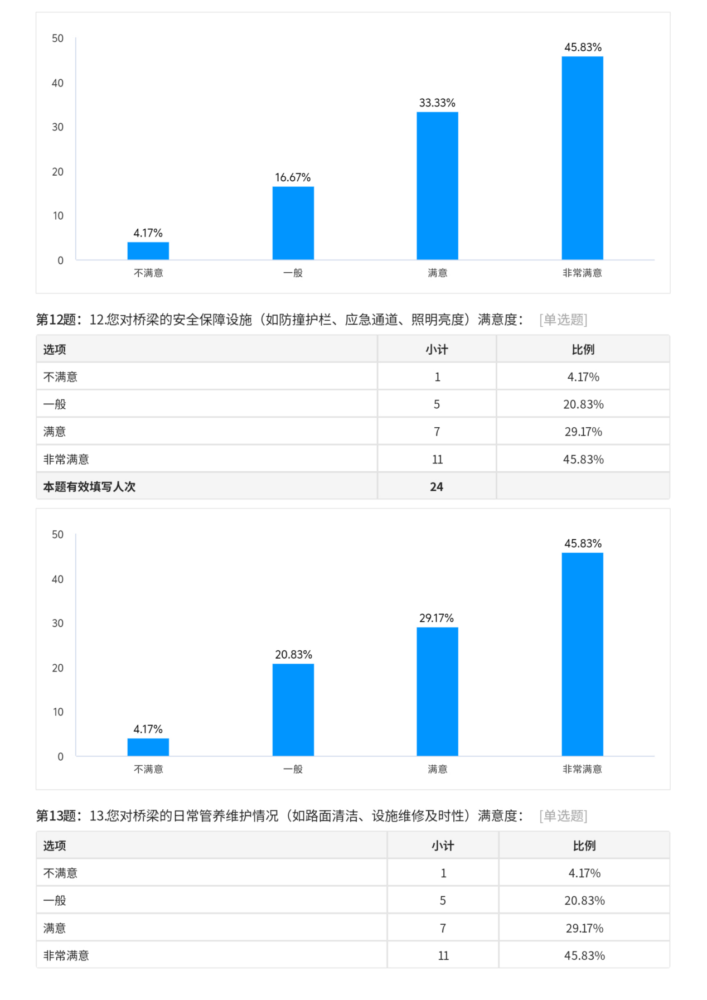 50
45.83%
40
33.33%
30
20
16.67%
10
4.17%
0
不满意 一般 满意 非常满意
第12题：12.您对桥梁的安全保障设施（如防撞护栏、应急通道、照明亮度）满意度： [单选题]
选项 小计 比例
不满意 1 4.17%
一般 5 20.83%
满意 7 29.17%
非常满意 11 45.83%
本题有效填写人次 24
50
45.83%
40
30
29.17%
20
20.83%
10
4.17%
0
不满意 一般 满意 非常满意
第13题：13.您对桥梁的日常管养维护情况（如路面清洁、设施维修及时性）满意度： [单选题]
选项 小计 比例
不满意 1 4.17%
一般 5 20.83%
满意 7 29.17%
非常满意 11 45.83%